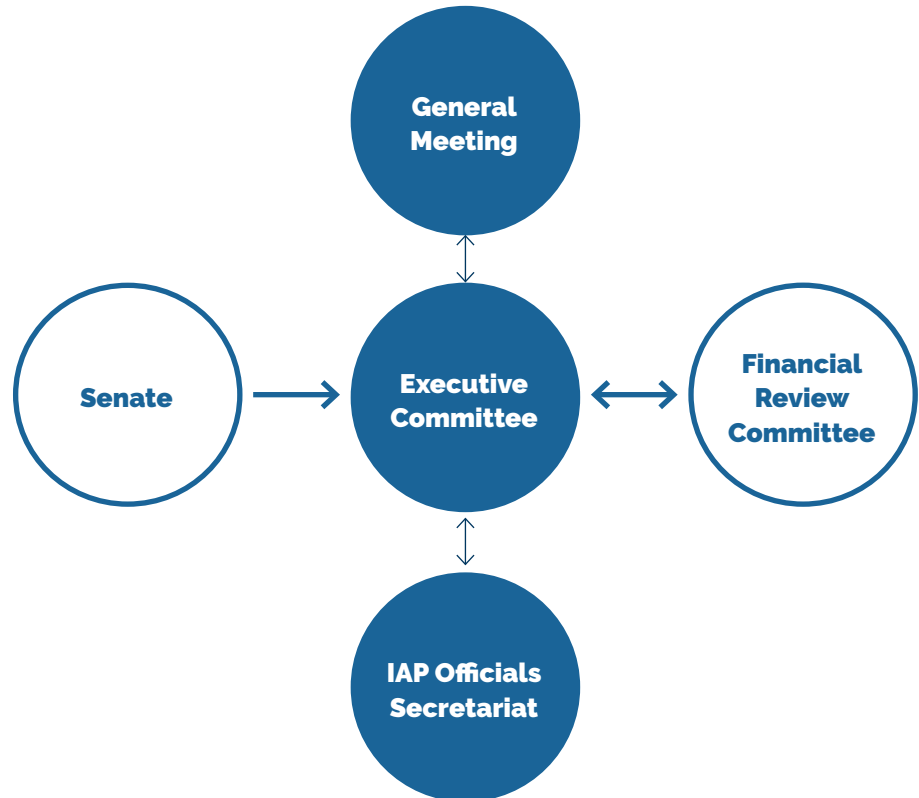 General
Meeting
Senate
Executive
Committee
Financial
Review
Committee
IAP Officials
Secretariat